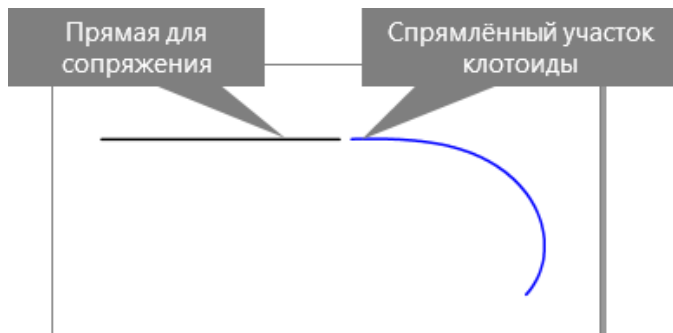 Прямая для
сопряжения
Спрямлённый участок
клотоиды